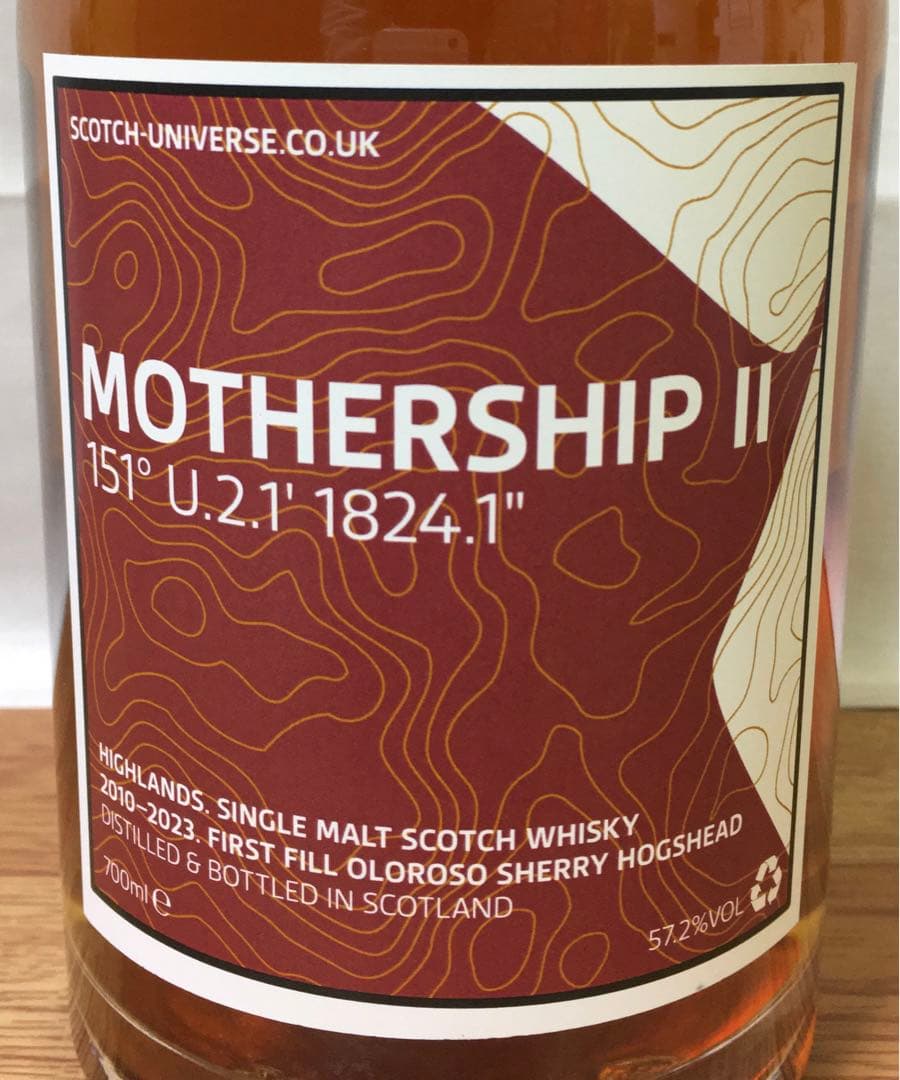 SCOTCH-UNIVERSE.CO.UK
MOTHERSHIP II
151° U.2.1' 1824.1"
HIGHLANDS. SINGLE MALT SCOTCH WHISKY
2010–2023. FIRST FILL OLOROSO SHERRY HOGSHEAD
DISTILLED & BOTTLED IN SCOTLAND
700ml ℮
57.2%VOL